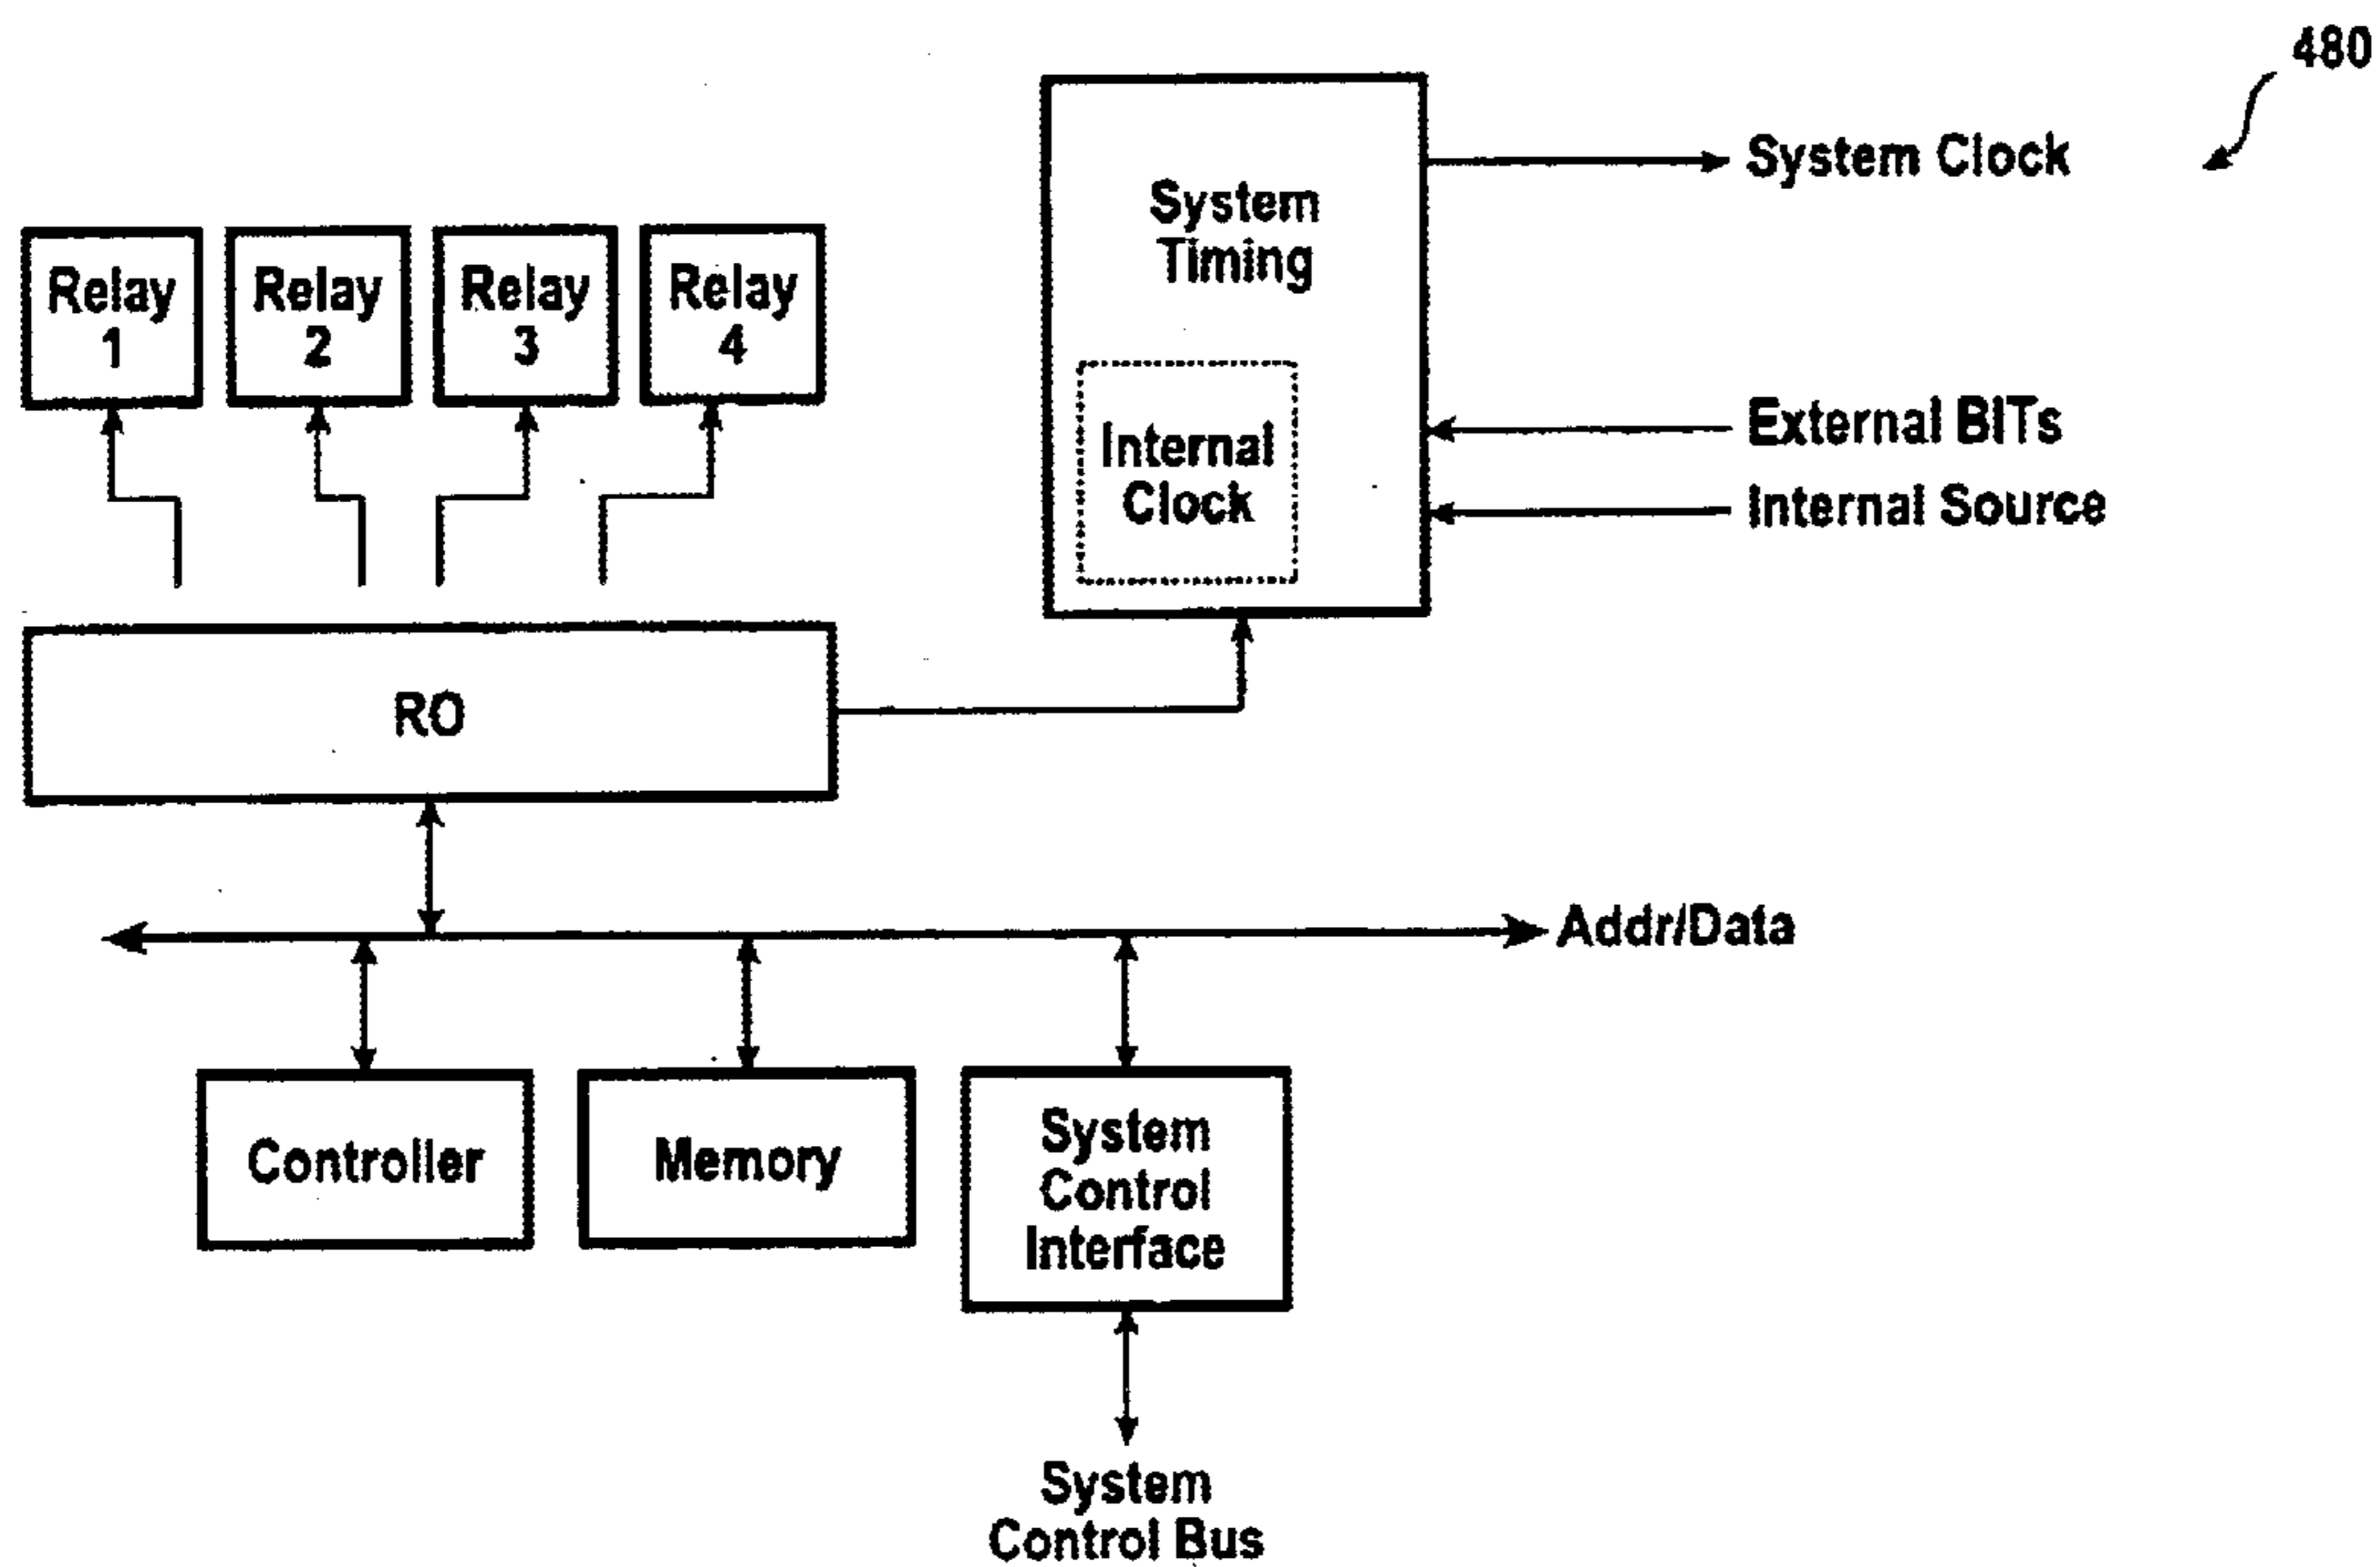 480
System Clock
System
Timing
Relay
1
Relay
2
Relay
3
Relay
4
External BITs
Internal
Clock
Internal Source
RO
Addr/Data
Controller
Memory
System
Control
Interface
System
Control Bus